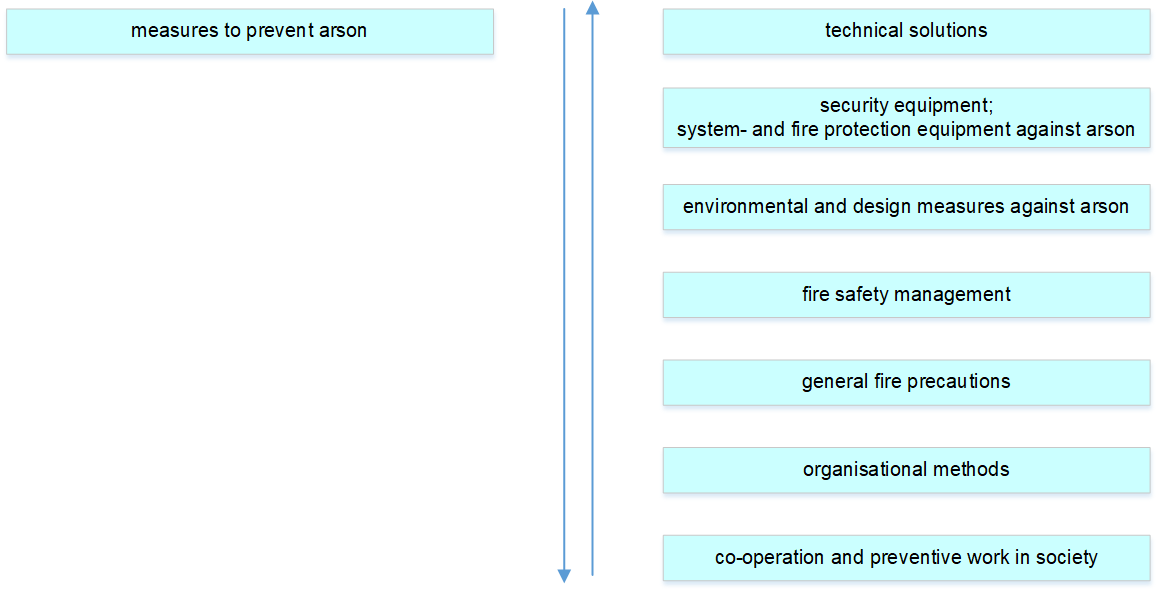 measures to prevent arson
technical solutions
security equipment;
system- and fire protection equipment against arson
environmental and design measures against arson
fire safety management
general fire precautions
organisational methods
co-operation and preventive work in society